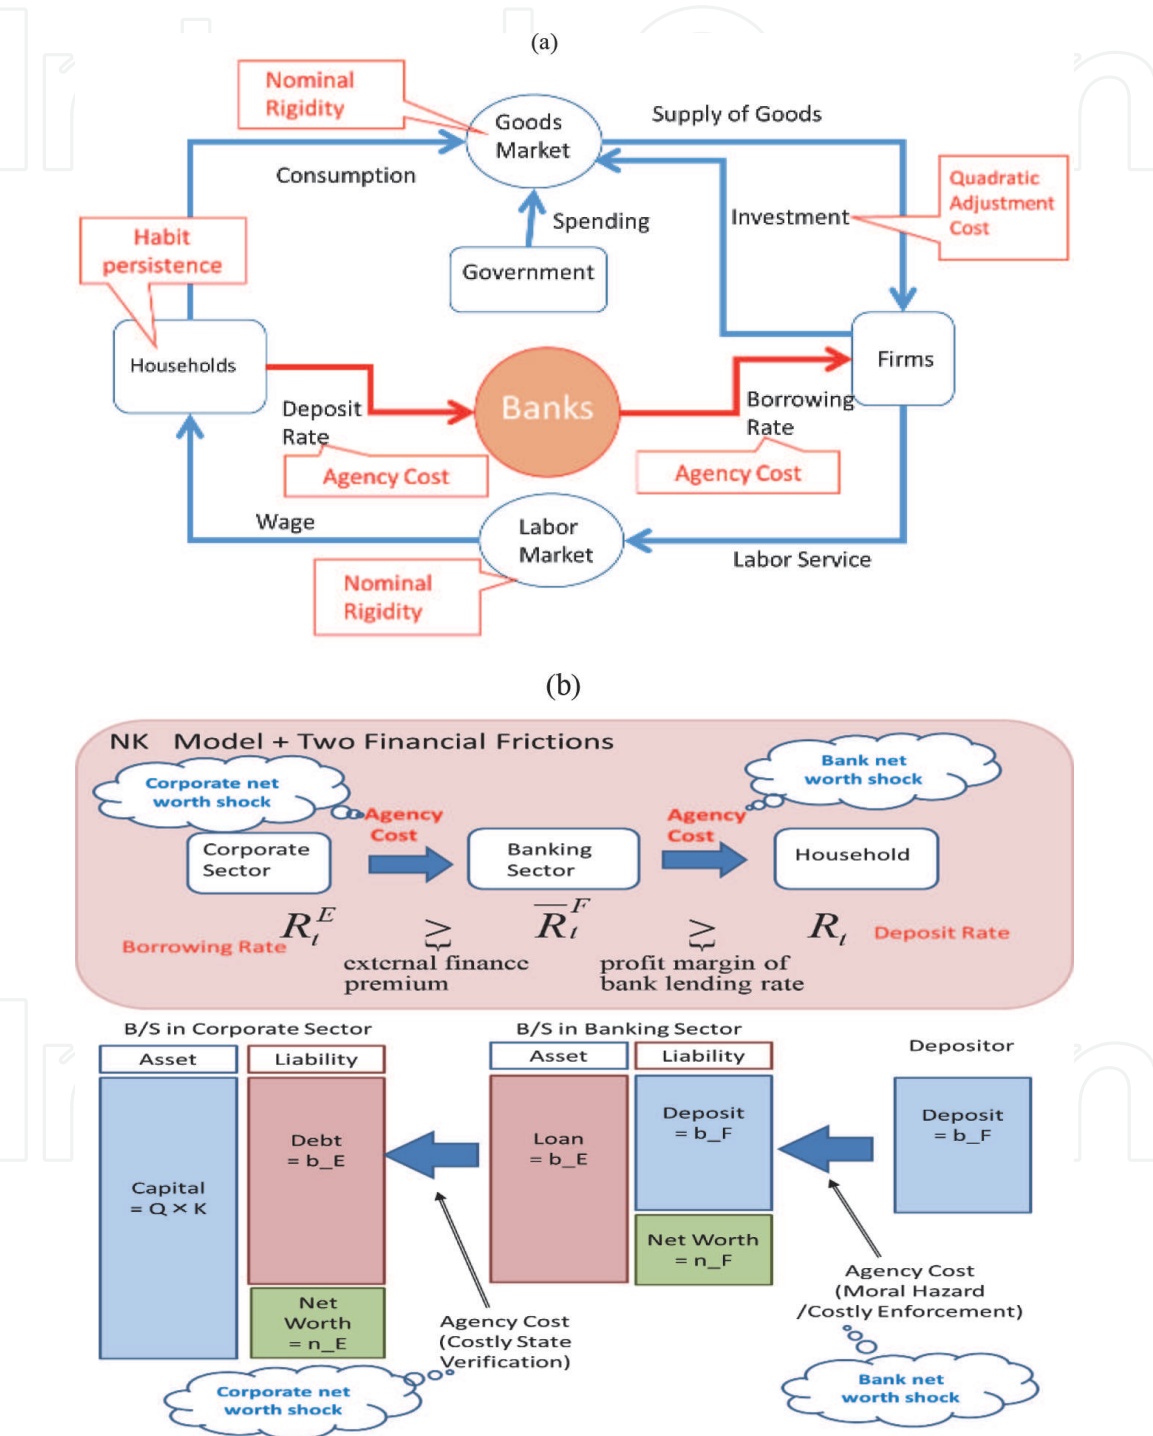 (a)
Nominal
Rigidity
Goods
Market
Supply of Goods
Consumption
Quadratic
Adjustment
Cost
Spending
Investment
Habit
persistence
Government
Households
Banks
Firms
Deposit
Rate
Borrowing
Rate
Agency Cost
Agency Cost
Wage
Labor
Market
Labor Service
Nominal
Rigidity
(b)
NK Model + Two Financial Frictions
Corporate net
worth shock
Bank net
worth shock
Agency
Cost
Agency
Cost
Corporate
Sector
Banking
Sector
Household
Borrowing Rate R_t^E ≥ \overline{R}_t^F ≥ R_t Deposit Rate
external finance
premium
profit margin of
bank lending rate
B/S in Corporate Sector
B/S in Banking Sector
Asset
Liability
Asset
Liability
Depositor
Debt
= b_E
Loan
= b_E
Deposit
= b_F
Deposit
= b_F
Capital
= Q × K
Net Worth
= n_F
Net
Worth
= n_E
Agency Cost
(Costly State
Verification)
Agency Cost
(Moral Hazard
/Costly Enforcement)
Corporate net
worth shock
Bank net
worth shock